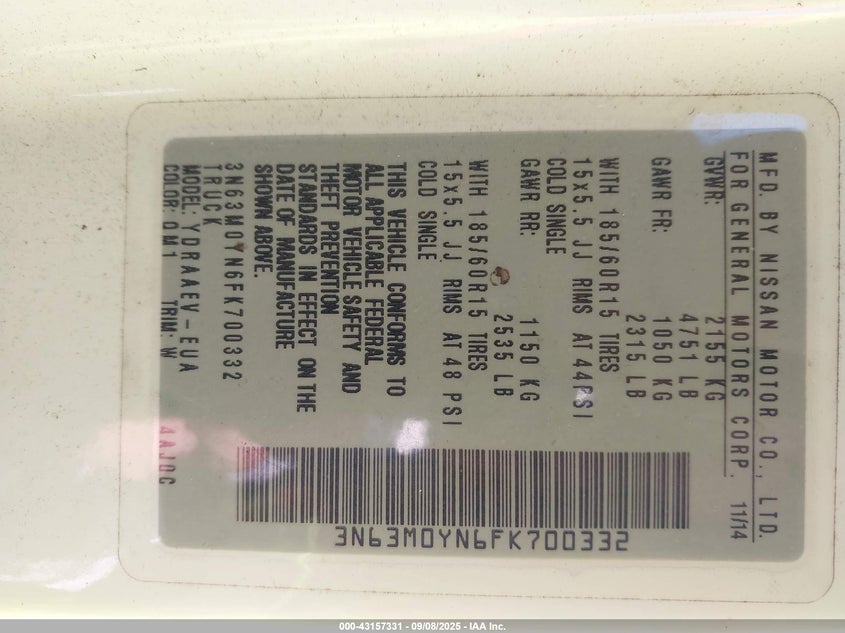 MFD. BY NISSAN MOTOR CO., LTD.
FOR GENERAL MOTORS CORP. 11/14
GVWR: 2155 KG
4751 LB
GAWR FR: 1050 KG
2315 LB
WITH 185/60R15 TIRES
15x5.5 JJ RIMS AT 44PSI
COLD SINGLE
GAWR RR: 1150 KG
2535 LB
WITH 185/60R15 TIRES
15x5.5 JJ RIMS AT 48 PSI
COLD SINGLE
THIS VEHICLE CONFORMS TO
ALL APPLICABLE FEDERAL
MOTOR VEHICLE SAFETY AND
THEFT PREVENTION
STANDARDS IN EFFECT ON THE
DATE OF MANUFACTURE
SHOWN ABOVE.
3N63M0YN6FK700332
TRUCK
MODEL: YDRAAEV-EUA
COLOR: QM1 TRIM: W
4AJ0C
3N63M0YN6FK700332
000-43157331 - 09/08/2025 - IAA Inc.